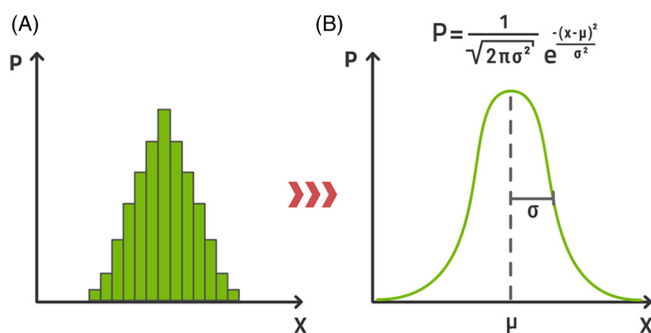 (A)
P
X
(B)
P = 1/√2πσ² e^-(x-μ)²/σ²
P
σ
μ
X